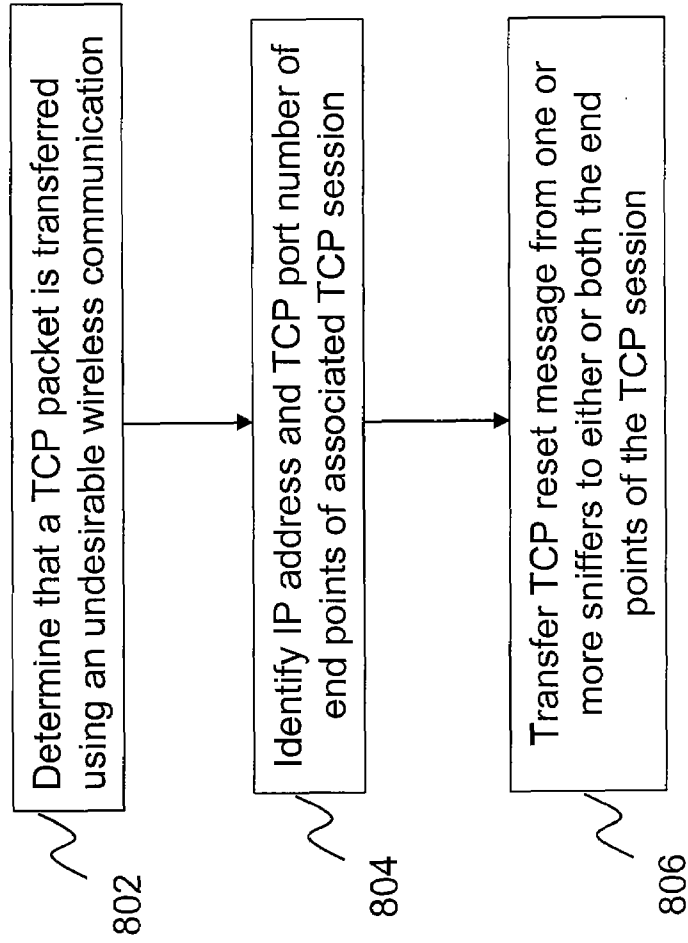 Determine that a TCP packet is transferred
using an undesirable wireless communication
802
Identify IP address and TCP port number of
end points of associated TCP session
804
Transfer TCP reset message from one or
more sniffers to either or both the end
points of the TCP session
806